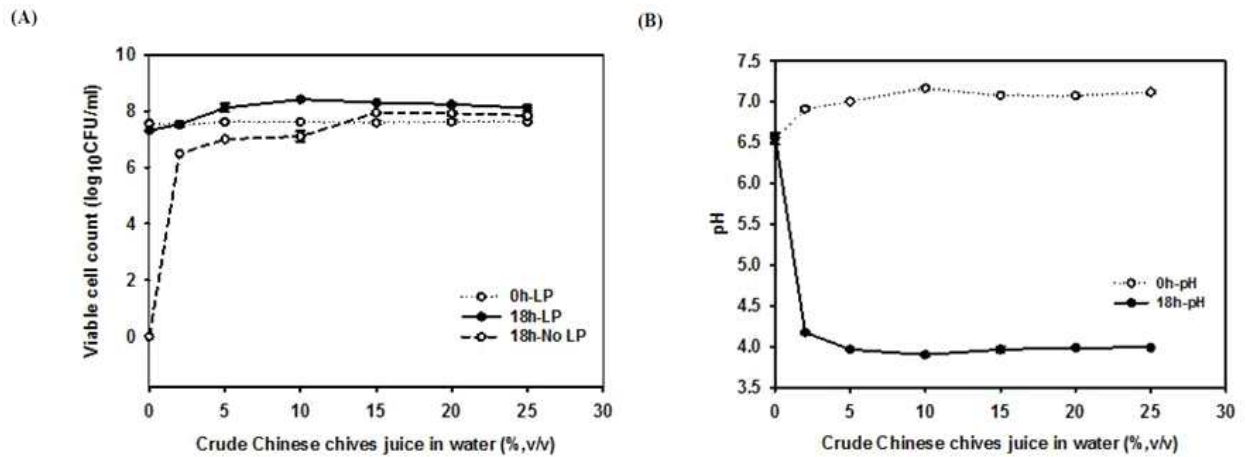 (A)
10
8
6
4
2
0
Viable cell count (log10CFU/ml)
0h-LP
18h-LP
18h-No LP
0 5 10 15 20 25 30
Crude Chinese chives juice in water (%,v/v)
(B)
7.5
7.0
6.5
6.0
5.5
5.0
4.5
4.0
3.5
pH
0h-pH
18h-pH
0 5 10 15 20 25 30
Crude Chinese chives juice in water (%,v/v)